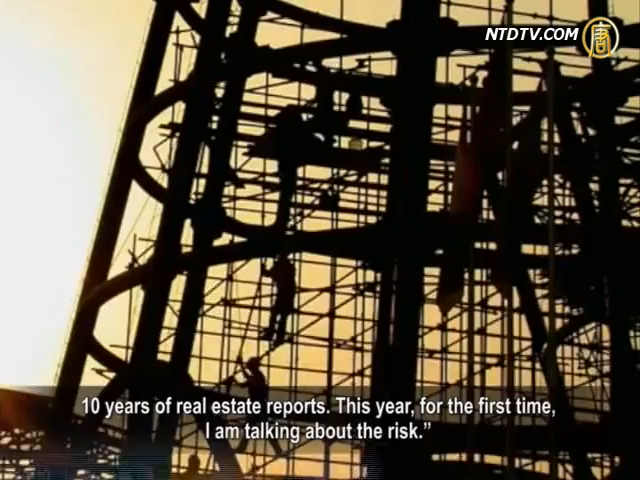 NTDTV.COM
唐
10 years of real estate reports. This year, for the first time,
I am talking about the risk.”